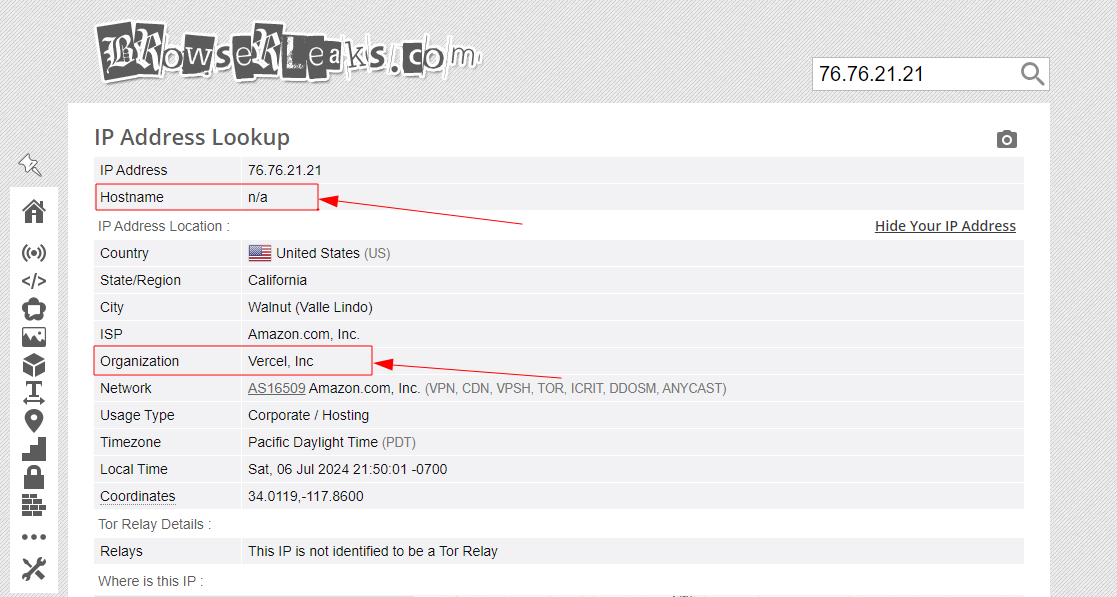 BRowseRLeaks.com
76.76.21.21
IP Address Lookup
IP Address 76.76.21.21
Hostname n/a
IP Address Location : Hide Your IP Address
Country United States (US)
State/Region California
City Walnut (Valle Lindo)
ISP Amazon.com, Inc.
Organization Vercel, Inc
Network AS16509 Amazon.com, Inc. (VPN, CDN, VPSH, TOR, ICRIT, DDOSM, ANYCAST)
Usage Type Corporate / Hosting
Timezone Pacific Daylight Time (PDT)
Local Time Sat, 06 Jul 2024 21:50:01 -0700
Coordinates 34.0119,-117.8600
Tor Relay Details :
Relays This IP is not identified to be a Tor Relay
Where is this IP :